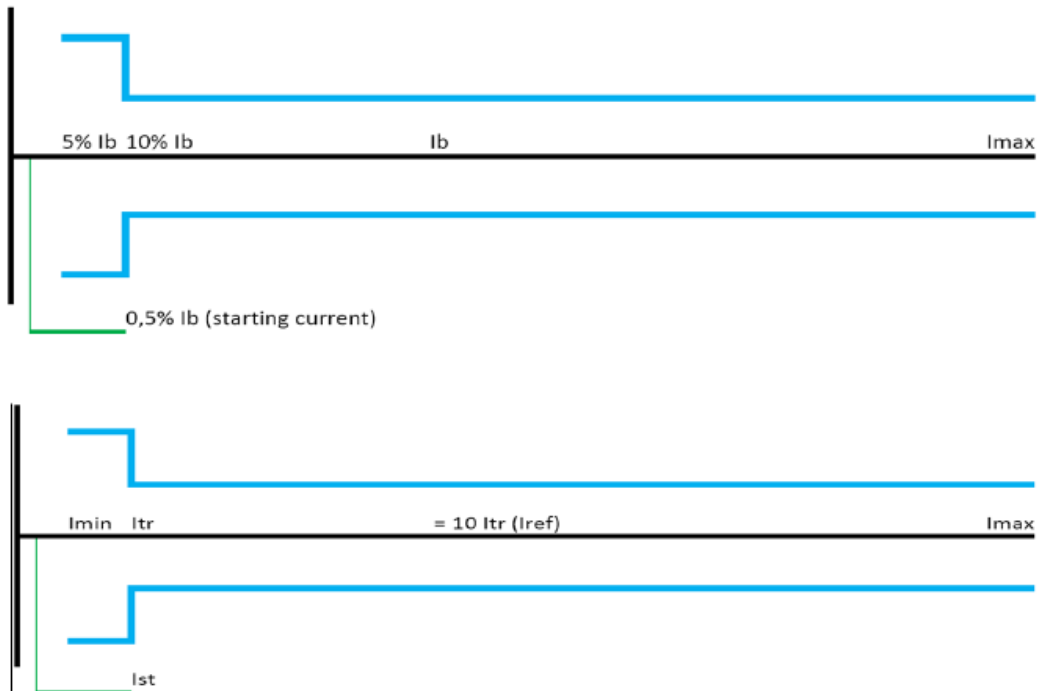 5% Ib 10% Ib Ib Imax
0,5% Ib (starting current)
Imin Itr = 10 Itr (Iref) Imax
Ist